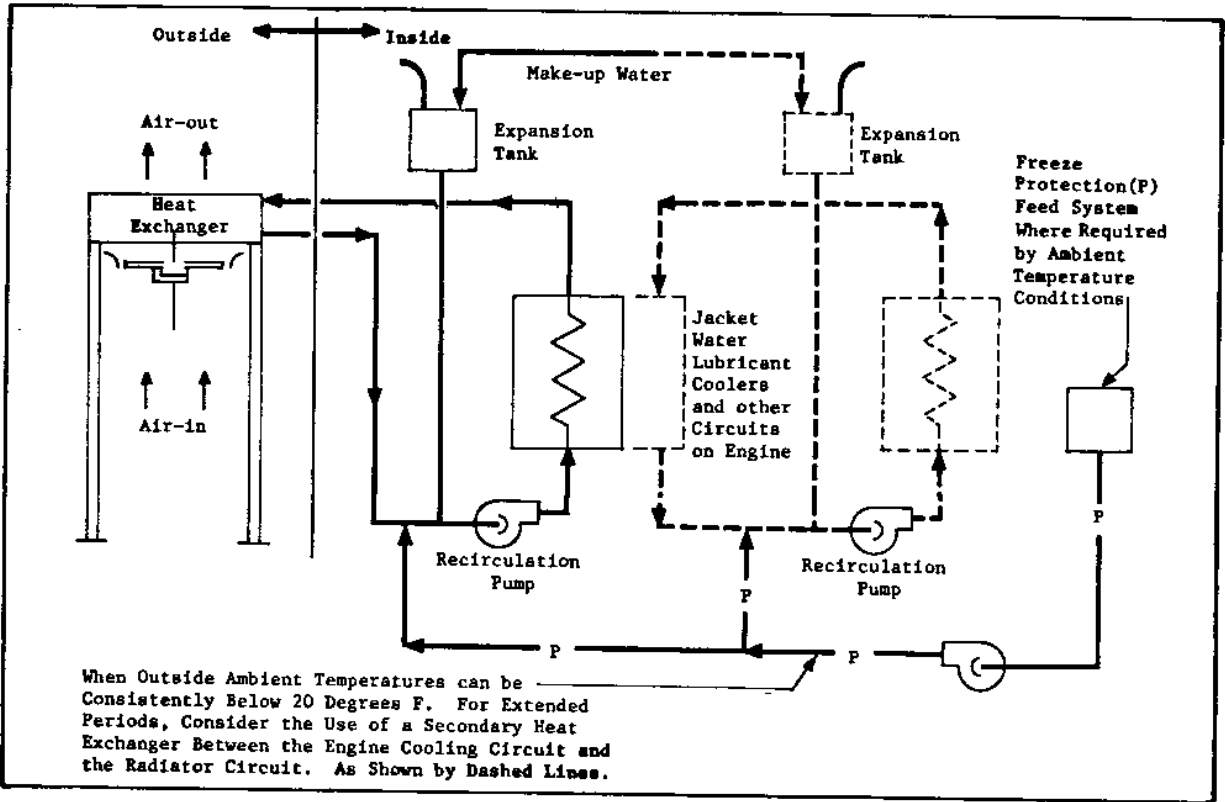 Outside
Inside
Make-up Water
Air-out
Expansion
Tank
Expansion
Tank
Freeze
Protection(P)
Feed System
Where Required
by Ambient
Temperature
Conditions
Heat
Exchanger
Jacket
Water
Lubricant
Coolers
and other
Circuits
on Engine
Air-in
P
Recirculation
Pump
Recirculation
Pump
P
P
P
When Outside Ambient Temperatures can be
Consistently Below 20 Degrees F. For Extended
Periods, Consider the Use of a Secondary Heat
Exchanger Between the Engine Cooling Circuit and
the Radiator Circuit. As Shown by Dashed Lines.